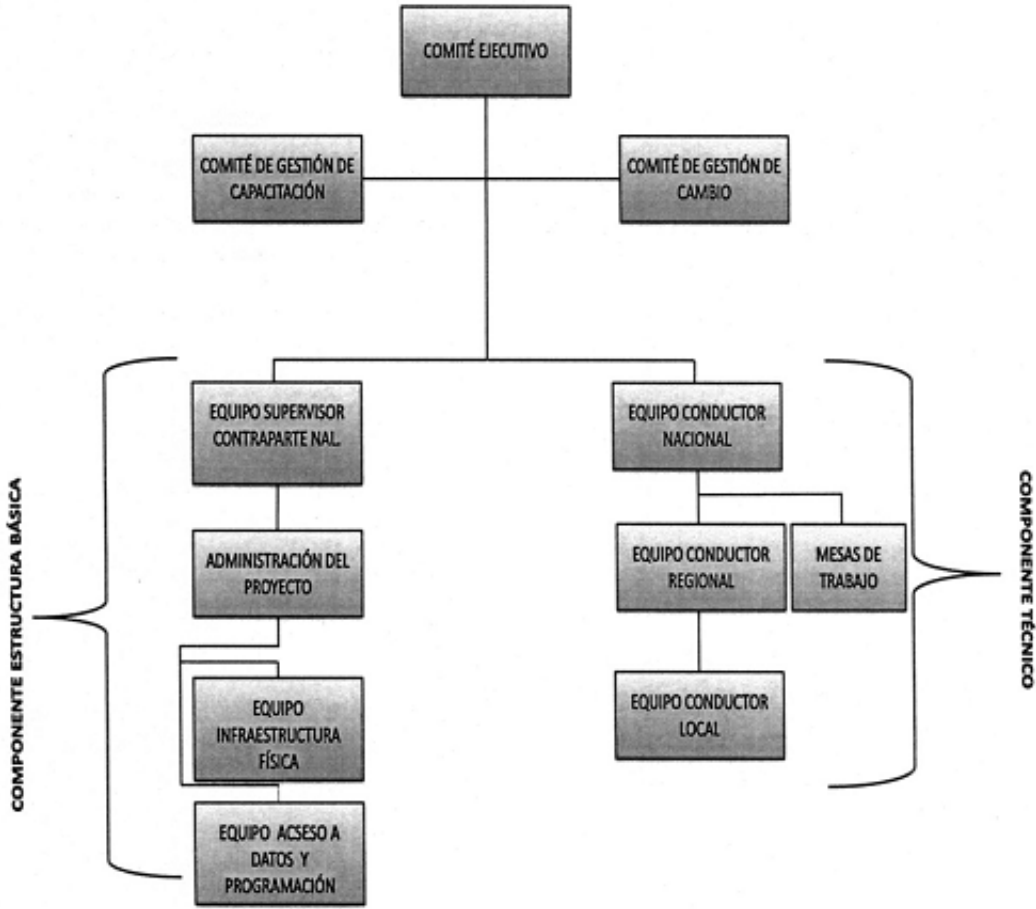 COMITÉ EJECUTIVO
COMITÉ DE GESTIÓN DE
CAPACITACIÓN
COMITÉ DE GESTIÓN DE
CAMBIO
COMPONENTE ESTRUCTURA BÁSICA
EQUIPO SUPERVISOR
CONTRAPARTE NAL.
ADMINISTRACIÓN DEL
PROYECTO
EQUIPO
INFRAESTRUCTURA
FÍSICA
EQUIPO ACSESO A
DATOS Y
PROGRAMACIÓN
EQUIPO CONDUCTOR
NACIONAL
EQUIPO CONDUCTOR
REGIONAL
MESAS DE
TRABAJO
EQUIPO CONDUCTOR
LOCAL
COMPONENTE TÉCNICO